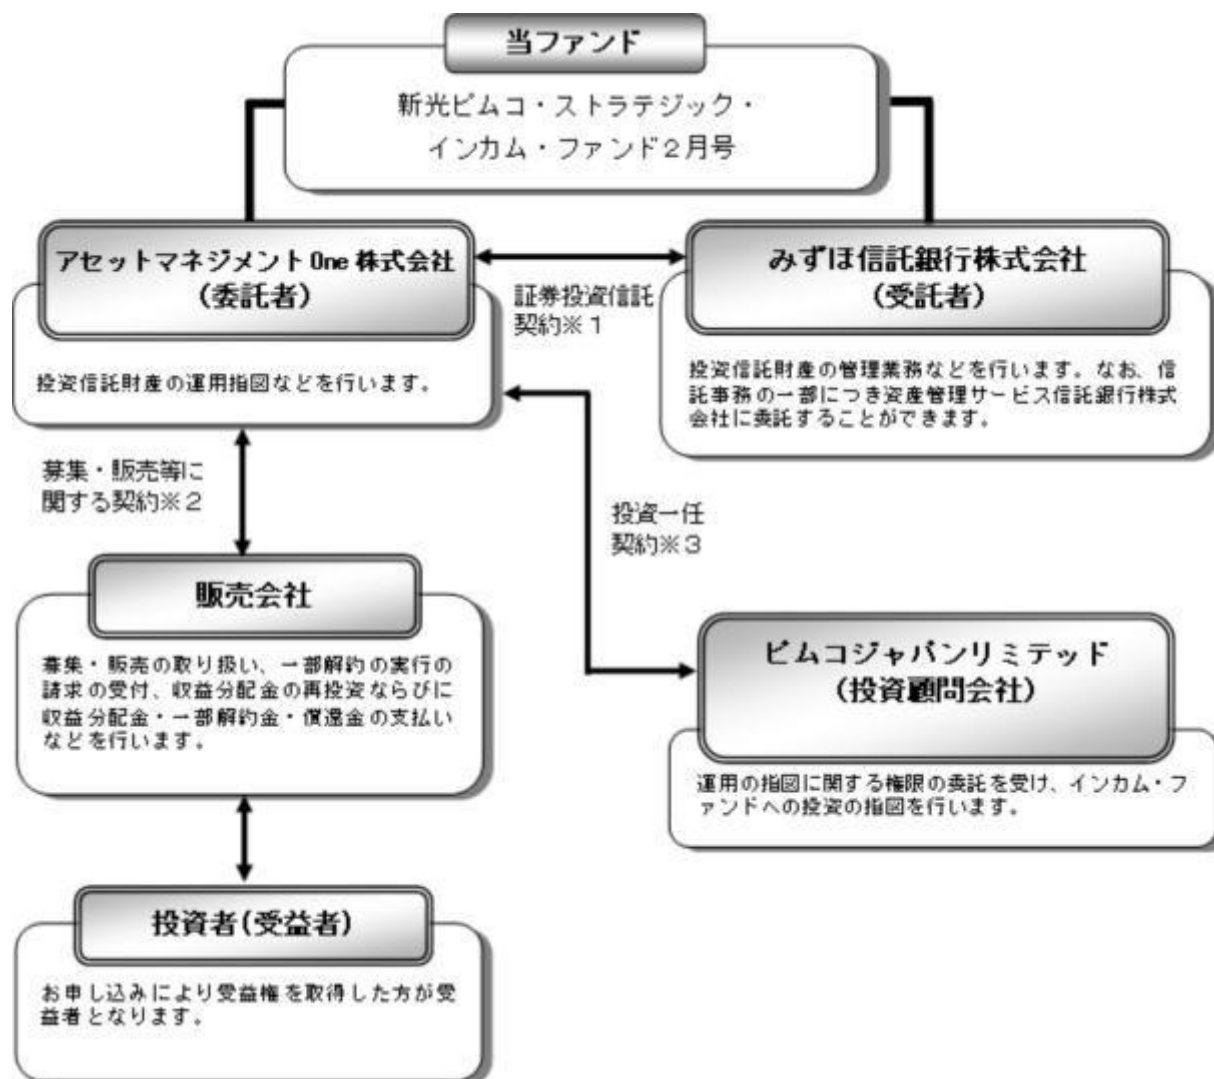 当ファンド
新光ピムコ・ストラテジック・
インカム・ファンド２月号
アセットマネジメントOne 株式会社
（委託者）
投資信託財産の運用指図などを行います。
証券投資信託
契約※１
みずほ信託銀行株式会社
（受託者）
投資信託財産の管理業務などを行います。なお、信
託事務の一部につき資産管理サービス信託銀行株式
会社に委託することができます。
募集・販売等に
関する契約※２
投資一任
契約※３
販売会社
募集・販売の取り扱い、一部解約の実行の
請求の受付、収益分配金の再投資ならびに
収益分配金・一部解約金・償還金の支払い
などを行います。
ピムコジャパンリミテッド
（投資顧問会社）
運用の指図に関する権限の委託を受け、インカム・フ
ァンドへの投資の指図を行います。
投資者(受益者)
お申し込みにより受益権を取得した方が受
益者となります。